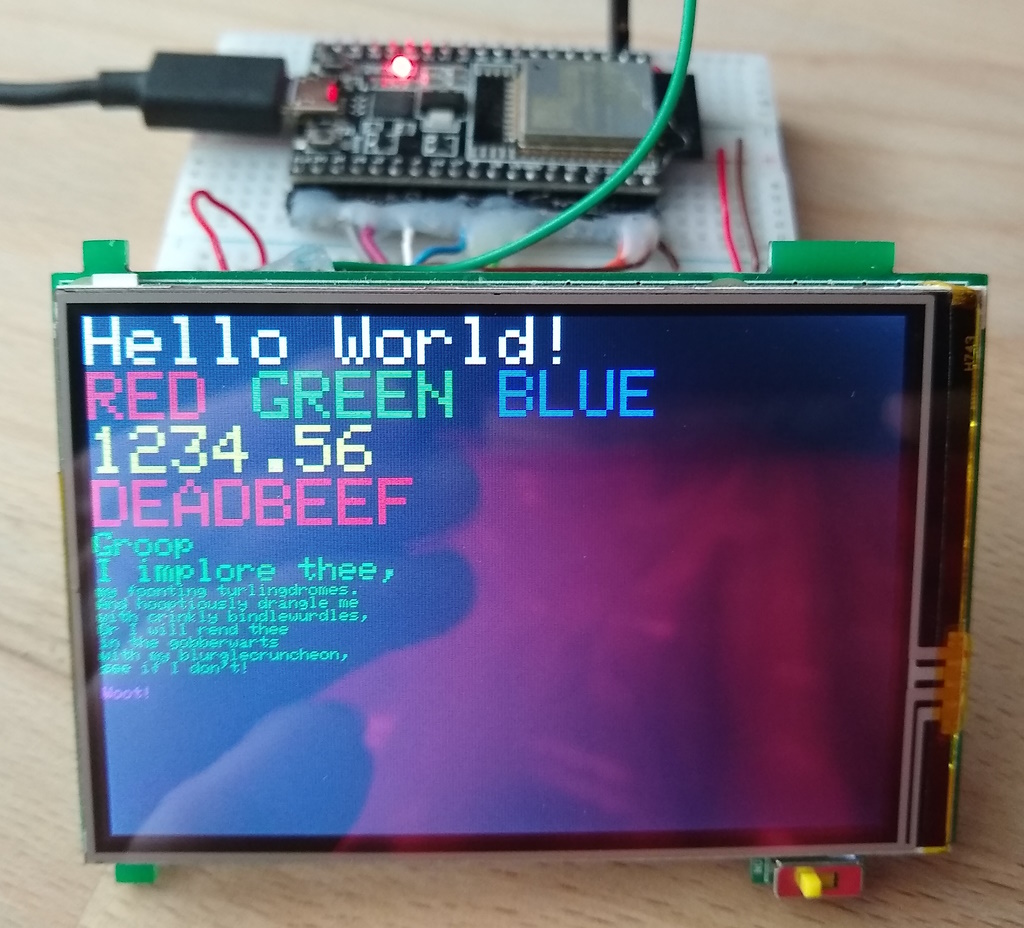 Hello World!
RED GREEN BLUE
1234.56
DEADBEEF
Groop
I implore thee,
my foonting turlingdromes.
And hooptiously drangle me
with crinkly bindlewurdles,
Or I will rend thee
in the gobberwarts
with my blurglecruncheon,
see if I don't!
Woot!